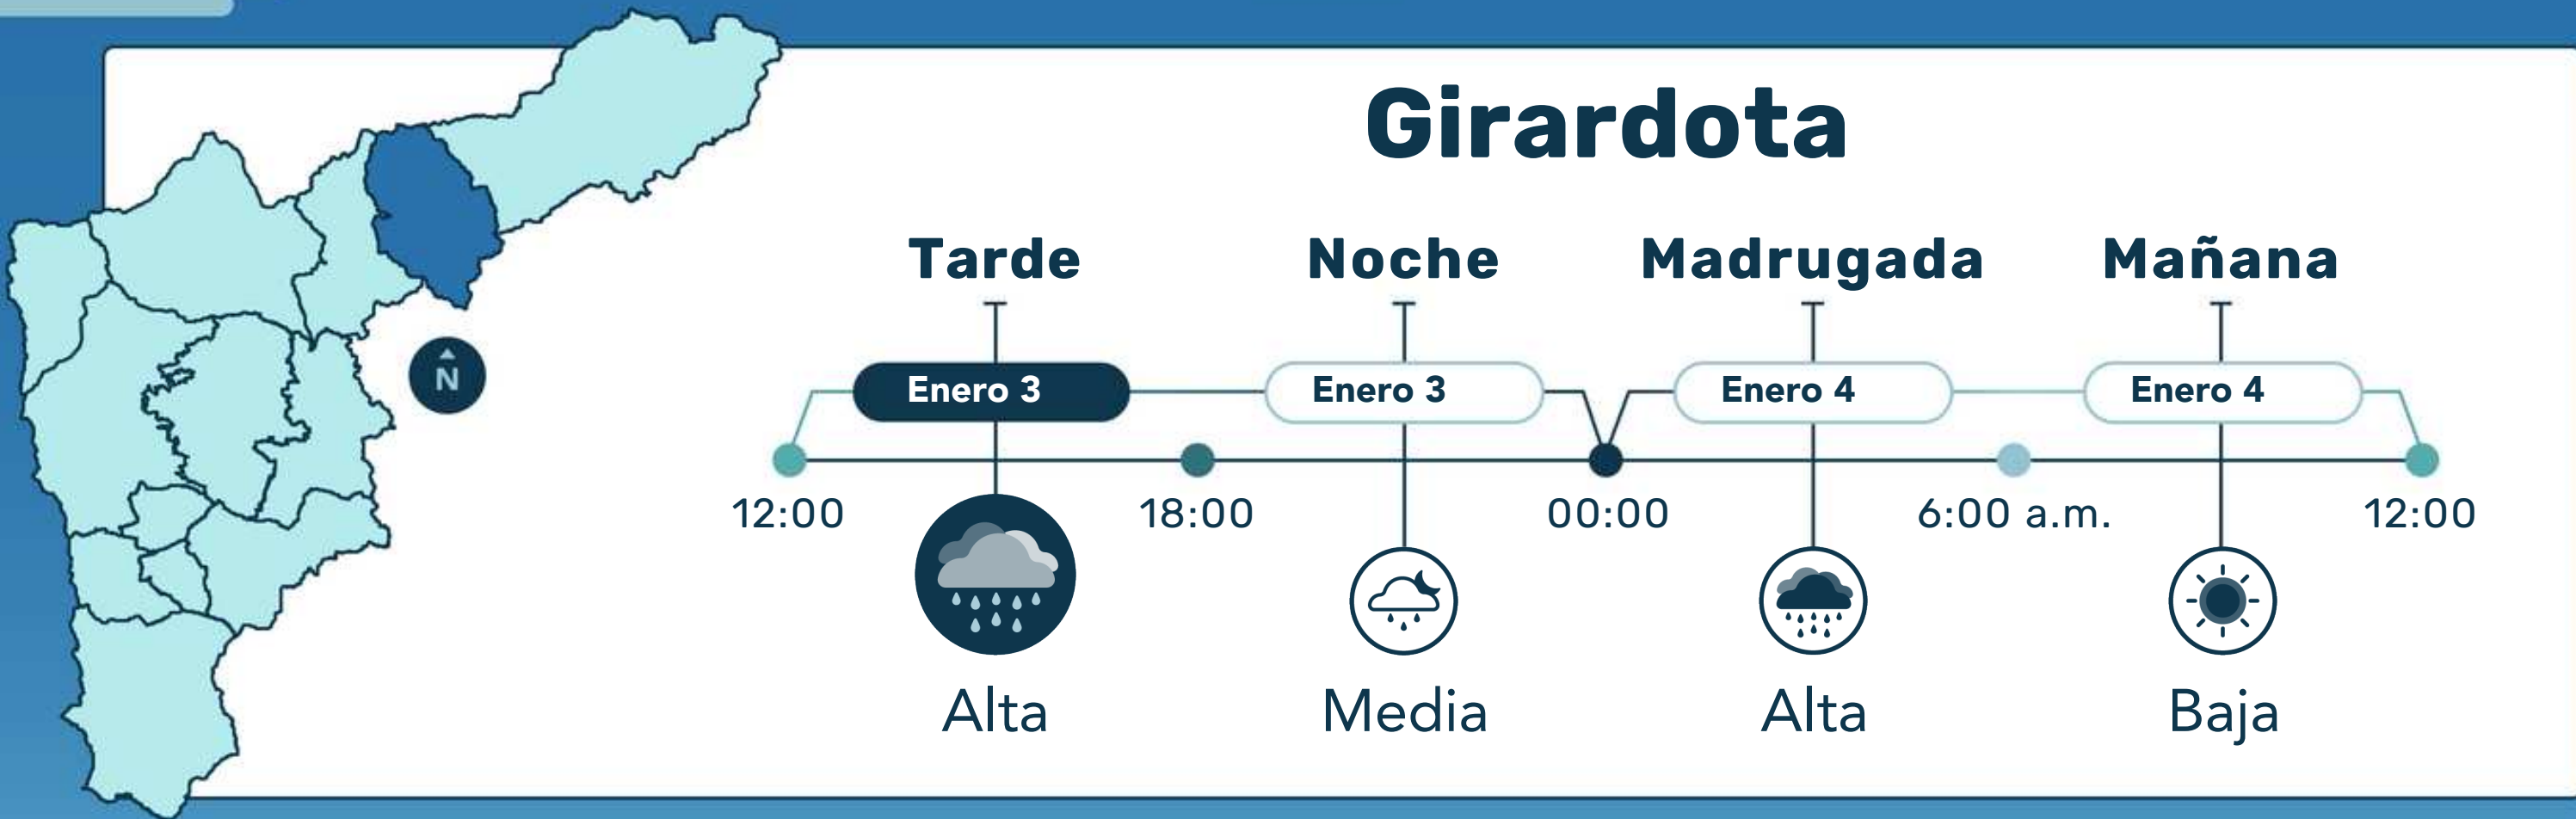 Girardota
Tarde Noche Madrugada Mañana
N
Enero 3 Enero 3 Enero 4 Enero 4
12:00 18:00 00:00 6:00 a.m. 12:00
Alta Media Alta Baja